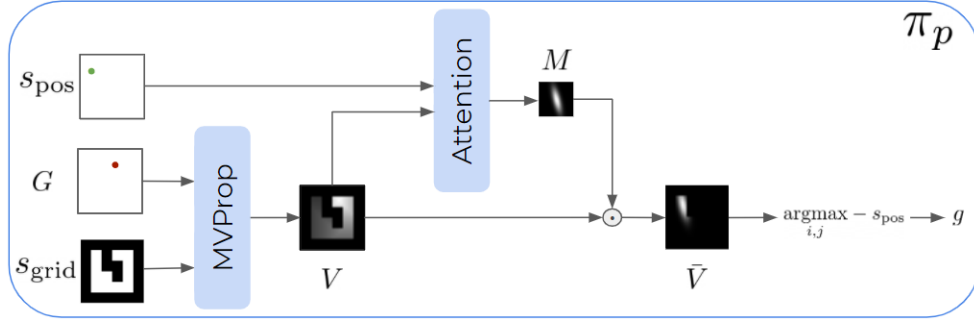 π_p
s_pos
G
s_grid
MVProp
V
Attention
M
⊙
V̄
argmax − s_pos
i,j
g